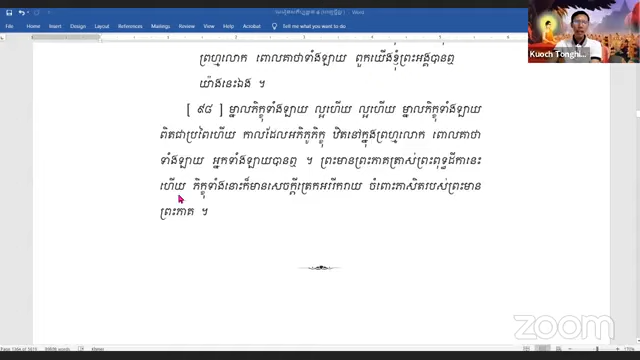 Word
File Home Insert Design Layout References Mailings Review View Help Acrobat Tell me what you want to do
ព្រហ្មលោក ពោលគាថាទាំងឡាយ ពួកយើងខ្ញុំព្រះអង្គបានឮ
យ៉ាងនេះឯង ។
[ ៩៨ ] ម្នាលភិក្ខុទាំងឡាយ ល្អហើយ ល្អហើយ ម្នាលភិក្ខុទាំងឡាយ
ពិតជាប្រពៃហើយ កាលដែលអភិភូភិក្ខុ ឋិតនៅក្នុងព្រហ្មលោក ពោលគាថា
ទាំងឡាយ អ្នកទាំងឡាយបានឮ ។ ព្រះមានព្រះភាគត្រាស់ព្រះពុទ្ធដីកានេះ
ហើយ ភិក្ខុទាំងនោះក៏មានសេចក្តីត្រេកអររីករាយ ចំពោះភាសិតរបស់ព្រះមាន
ព្រះភាគ ។
Kuoch Tonghi...
zoom
Khmer
170%